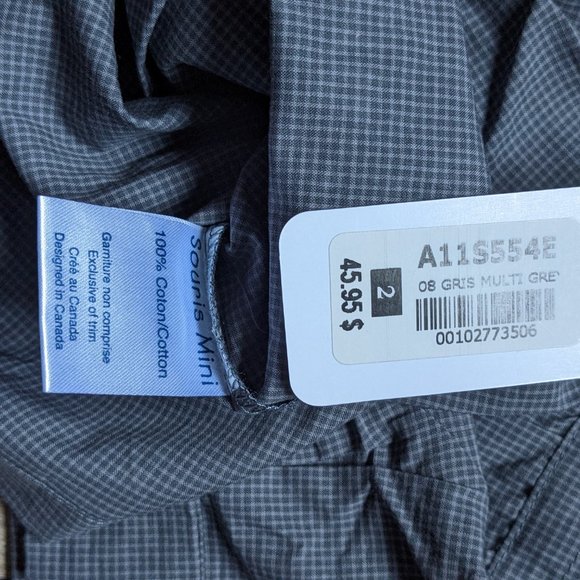 Souris Mini
100% Coton/Cotton
Garniture non comprise
Exclusive of trim
Créé au Canada
Designed in Canada
A11S554E
08 GRIS MULTI GREY
00102773506
2
45.95 $